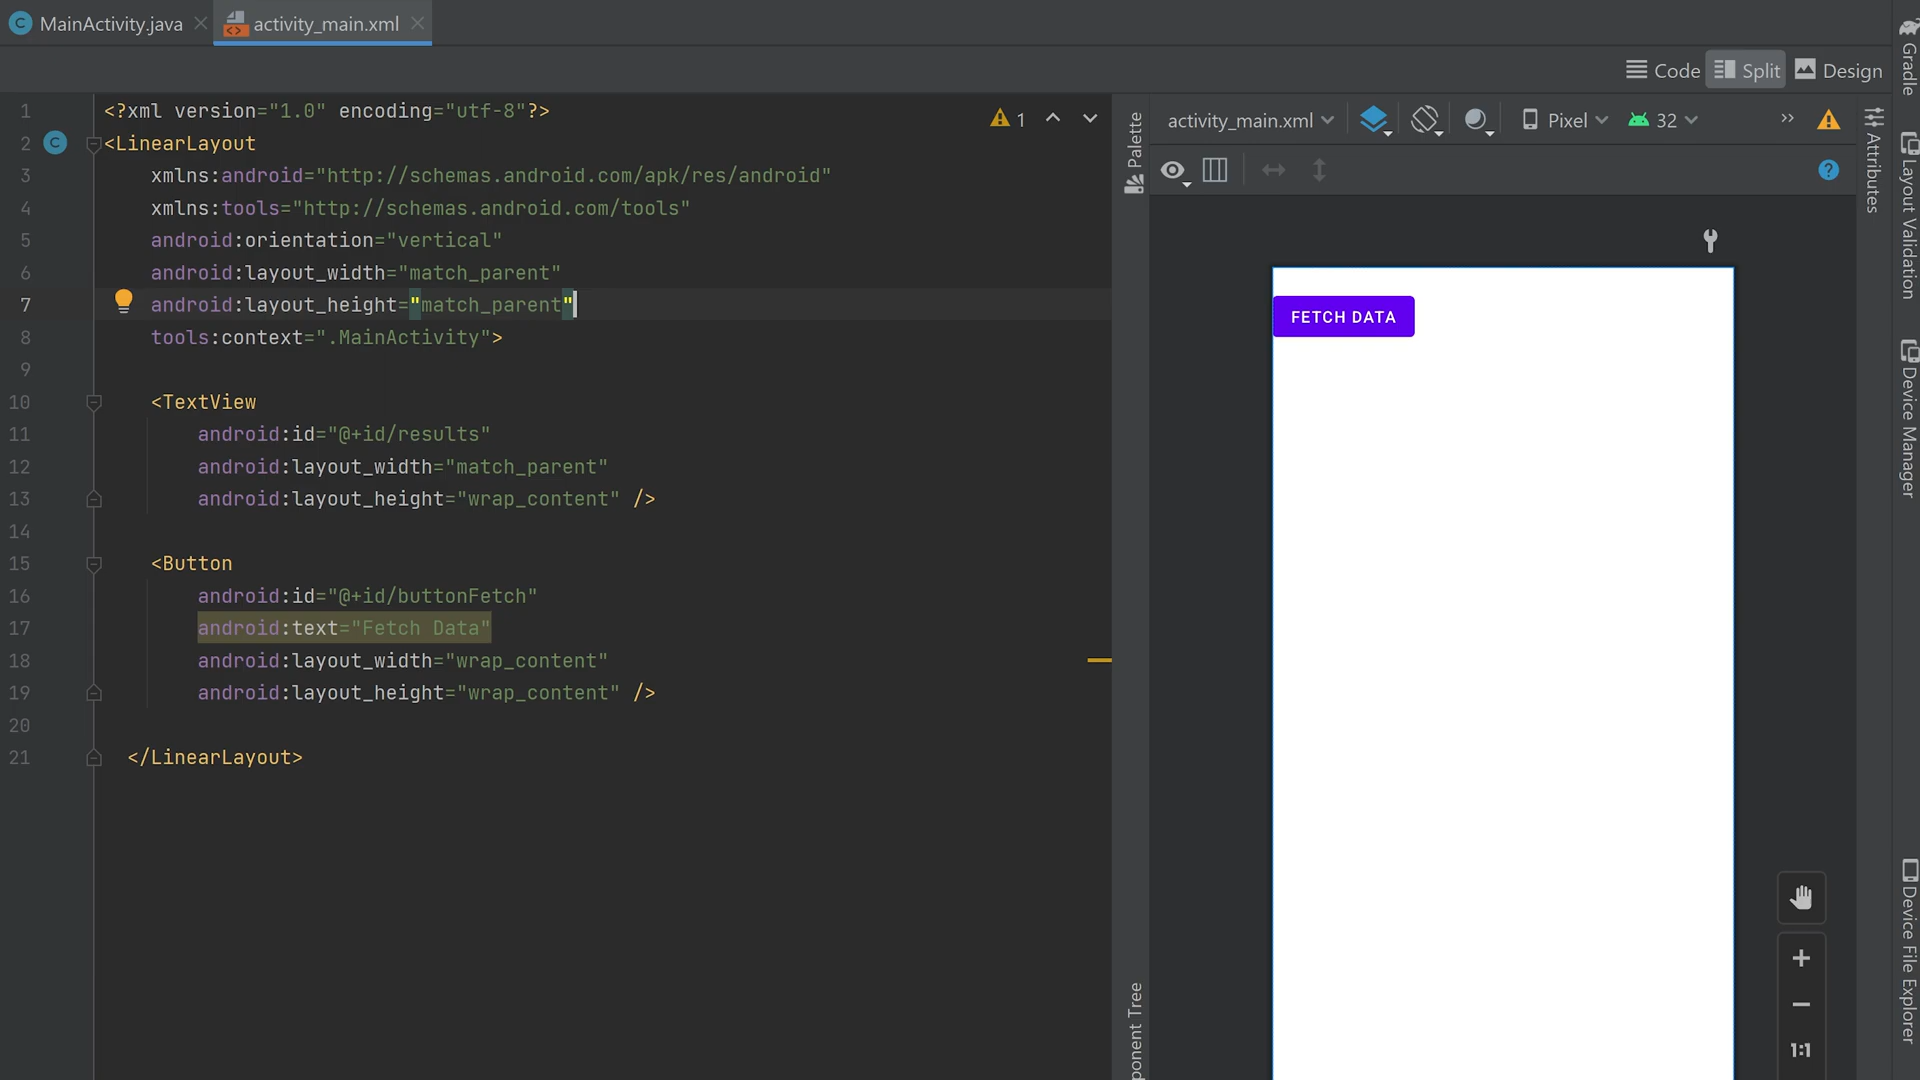 MainActivity.java
activity_main.xml
Code
Split
Design
1 <?xml version="1.0" encoding="utf-8"?>
2 <LinearLayout
3 xmlns:android="http://schemas.android.com/apk/res/android"
4 xmlns:tools="http://schemas.android.com/tools"
5 android:orientation="vertical"
6 android:layout_width="match_parent"
7 android:layout_height="match_parent"
8 tools:context=".MainActivity">
9
10 <TextView
11 android:id="@+id/results"
12 android:layout_width="match_parent"
13 android:layout_height="wrap_content" />
14
15 <Button
16 android:id="@+id/buttonFetch"
17 android:text="Fetch Data"
18 android:layout_width="wrap_content"
19 android:layout_height="wrap_content" />
20
21 </LinearLayout>
1
Palette
ponent Tree
activity_main.xml
Pixel
32
FETCH DATA
1:1
Attributes
Gradle
Layout Validation
Device Manager
Device File Explorer